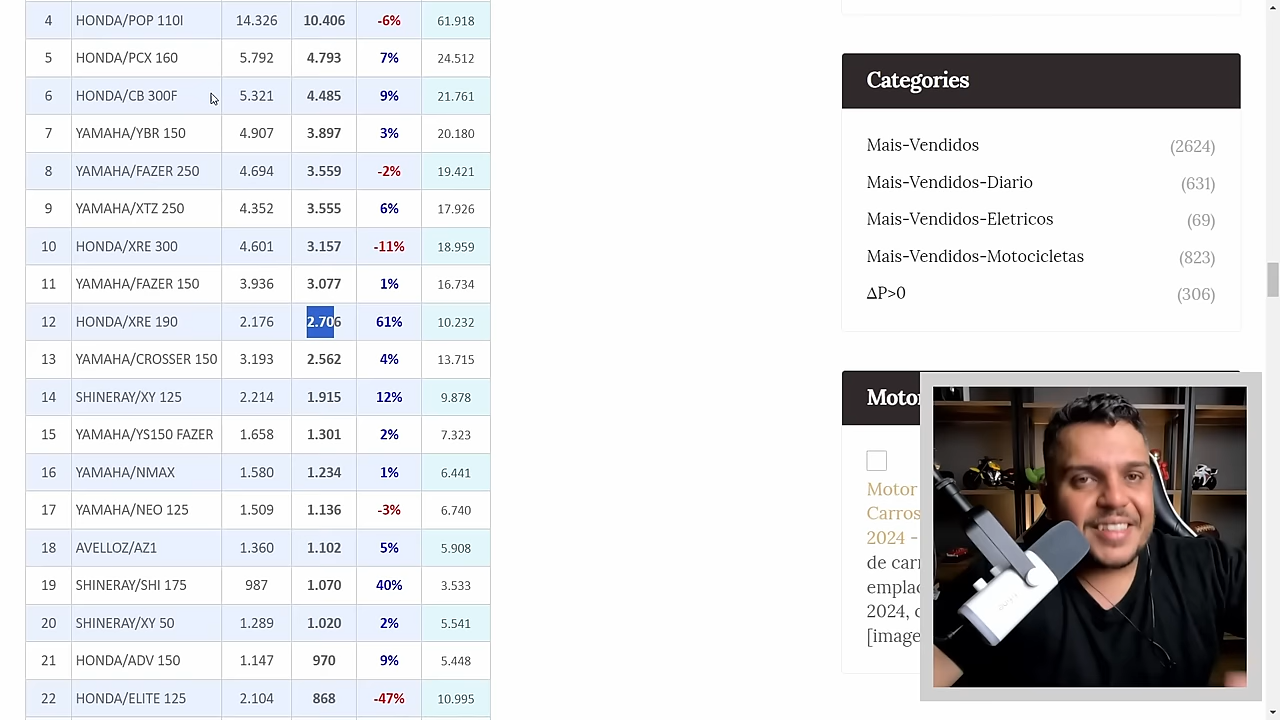 4 HONDA/POP 110I 14.326 10.406 -6% 61.918
5 HONDA/PCX 160 5.792 4.793 7% 24.512
6 HONDA/CB 300F 5.321 4.485 9% 21.761
7 YAMAHA/YBR 150 4.907 3.897 3% 20.180
8 YAMAHA/FAZER 250 4.694 3.559 -2% 19.421
9 YAMAHA/XTZ 250 4.352 3.555 6% 17.926
10 HONDA/XRE 300 4.601 3.157 -11% 18.959
11 YAMAHA/FAZER 150 3.936 3.077 1% 16.734
12 HONDA/XRE 190 2.176 2.706 61% 10.232
13 YAMAHA/CROSSER 150 3.193 2.562 4% 13.715
14 SHINERAY/XY 125 2.214 1.915 12% 9.878
15 YAMAHA/YS150 FAZER 1.658 1.301 2% 7.323
16 YAMAHA/NMAX 1.580 1.234 1% 6.441
17 YAMAHA/NEO 125 1.509 1.136 -3% 6.740
18 AVELLOZ/AZ1 1.360 1.102 5% 5.908
19 SHINERAY/SHI 175 987 1.070 40% 3.533
20 SHINERAY/XY 50 1.289 1.020 2% 5.541
21 HONDA/ADV 150 1.147 970 9% 5.448
22 HONDA/ELITE 125 2.104 868 -47% 10.995
Categories
Mais-Vendidos (2624)
Mais-Vendidos-Diario (631)
Mais-Vendidos-Eletricos (69)
Mais-Vendidos-Motocicletas (823)
ΔP>0 (306)
Motor
Motor
Carros
2024 -
de car
emplac
2024, c
[image